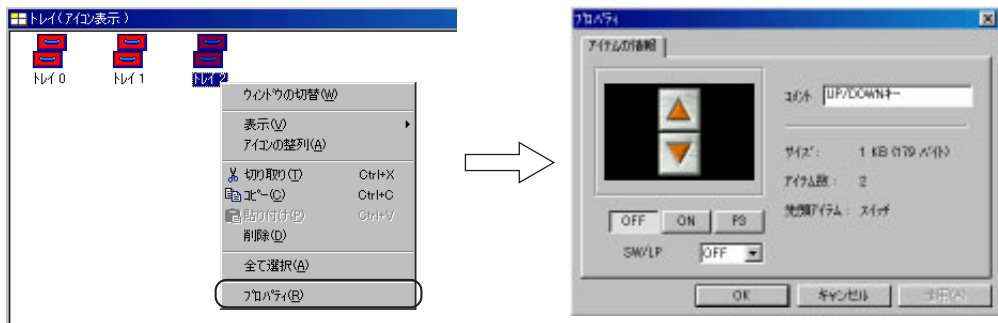 トレイ(アイコン表示)
トレイ 0
トレイ 1
トレイ 2
ウィンドウの切替(W)
表示(V)
アイコンの整列(A)
切り取り(T) Ctrl+X
コピー(C) Ctrl+C
貼り付け(P) Ctrl+V
削除(D)
全て選択(A)
プロパティ(R)
プロパティ
アイテムの情報
コメント UP/DOWNキー
サイズ: 1 KB (179 バイト)
アイテム数: 2
先頭アイテム: スイッチ
OFF ON P3
SW/LP OFF
OK キャンセル 適用(A)